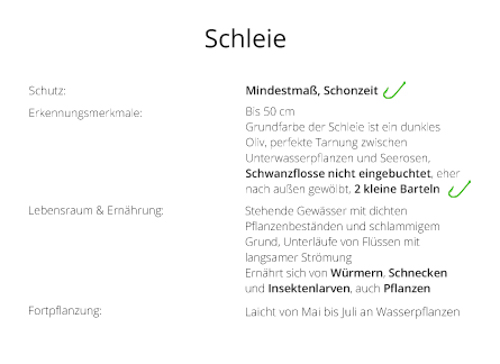 Schleie
Schutz: Mindestmaß, Schonzeit
Erkennungsmerkmale: Bis 50 cm
Grundfarbe der Schleie ist ein dunkles
Oliv, perfekte Tarnung zwischen
Unterwasserpflanzen und Seerosen,
Schwanzflosse nicht eingebuchtet, eher
nach außen gewölbt, 2 kleine Barteln
Lebensraum & Ernährung: Stehende Gewässer mit dichten
Pflanzenbeständen und schlammigem
Grund, Unterläufe von Flüssen mit
langsamer Strömung
Ernährt sich von Würmern, Schnecken
und Insektenlarven, auch Pflanzen
Fortpflanzung: Laicht von Mai bis Juli an Wasserpflanzen